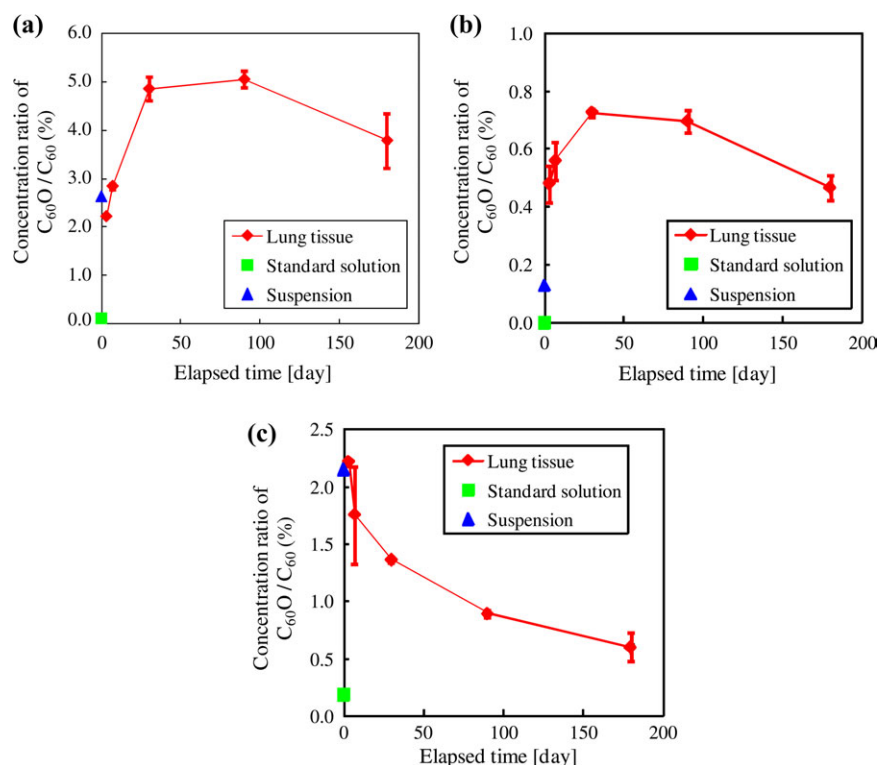 (a)
Concentration ratio of
C₆₀O / C₆₀ (%)
6.0
5.0
4.0
3.0
2.0
1.0
0.0
0
50
100
150
200
Elapsed time [day]
Lung tissue
Standard solution
Suspension
(b)
Concentration ratio of
C₆₀O / C₆₀ (%)
1.0
0.8
0.6
0.4
0.2
0.0
0
50
100
150
200
Elapsed time [day]
Lung tissue
Standard solution
Suspension
(c)
Concentration ratio of
C₆₀O / C₆₀ (%)
2.5
2.0
1.5
1.0
0.5
0.0
0
50
100
150
200
Elapsed time [day]
Lung tissue
Standard solution
Suspension